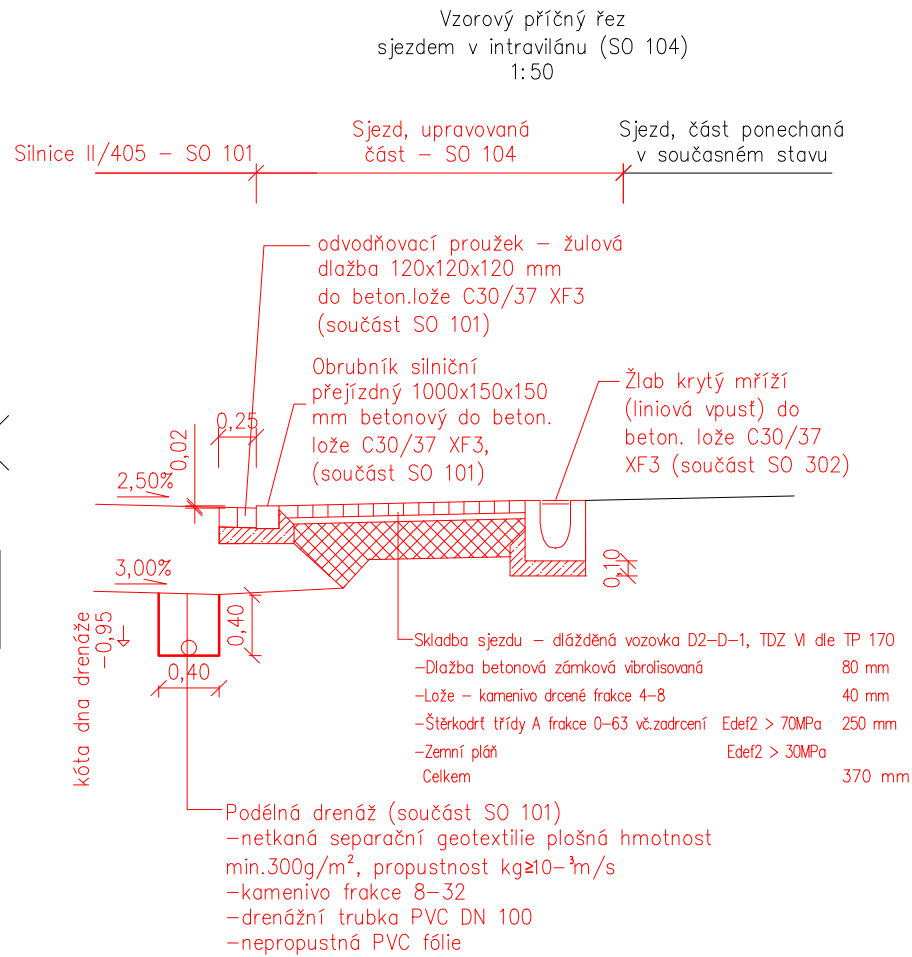 Vzorový příčný řez
sjezdem v intravilánu (SO 104)
1:50
Silnice II/405 – SO 101
Sjezd, upravovaná
část – SO 104
Sjezd, část ponechaná
v současném stavu
odvodňovací proužek – žulová
dlažba 120x120x120 mm
do beton.lože C30/37 XF3
(součást SO 101)
Obrubník silniční
přejízdný 1000x150x150
mm betonový do beton.
lože C30/37 XF3,
(součást SO 101)
Žlab krytý mříží
(liniová vpusť) do
beton. lože C30/37
XF3 (součást SO 302)
0,25
0,02
2,50%
3,00%
0,10
0,40
0,40
kóta dna drenáže
-0,95
Skladba sjezdu – dlážděná vozovka D2-D-1, TDZ VI dle TP 170
-Dlažba betonová zámková vibrolisovaná 80 mm
-Lože – kamenivo drcené frakce 4-8 40 mm
-Štěrkodrť třídy A frakce 0-63 vč.zadrcení Edef2 > 70MPa 250 mm
-Zemní pláň Edef2 > 30MPa
Celkem 370 mm
Podélná drenáž (součást SO 101)
-netkaná separační geotextilie plošná hmotnost
min.300g/m², propustnost kg≥10-³m/s
-kamenivo frakce 8-32
-drenážní trubka PVC DN 100
-nepropustná PVC fólie